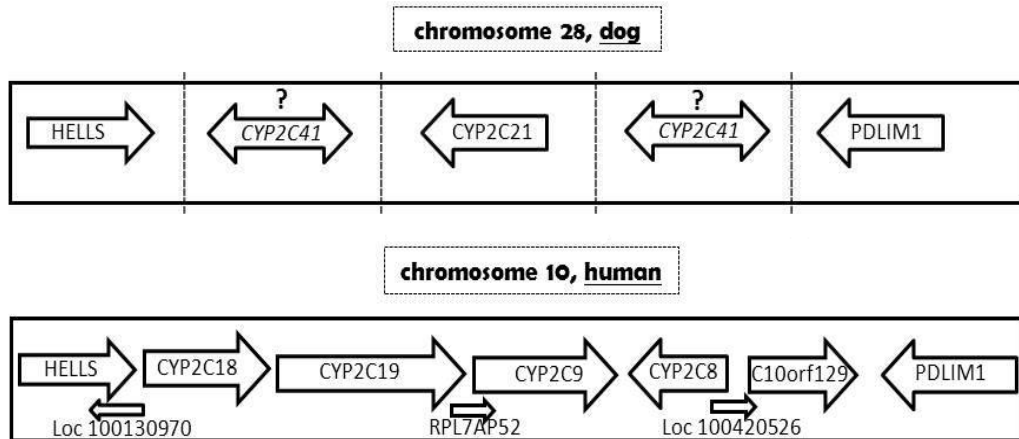 chromosome 28, dog
? ?
HELLS CYP2C41 CYP2C21 CYP2C41 PDLIM1
chromosome 10, human
HELLS CYP2C18 CYP2C19 CYP2C9 CYP2C8 C10orf129 PDLIM1
Loc 100130970 RPL7AP52 Loc 100420526